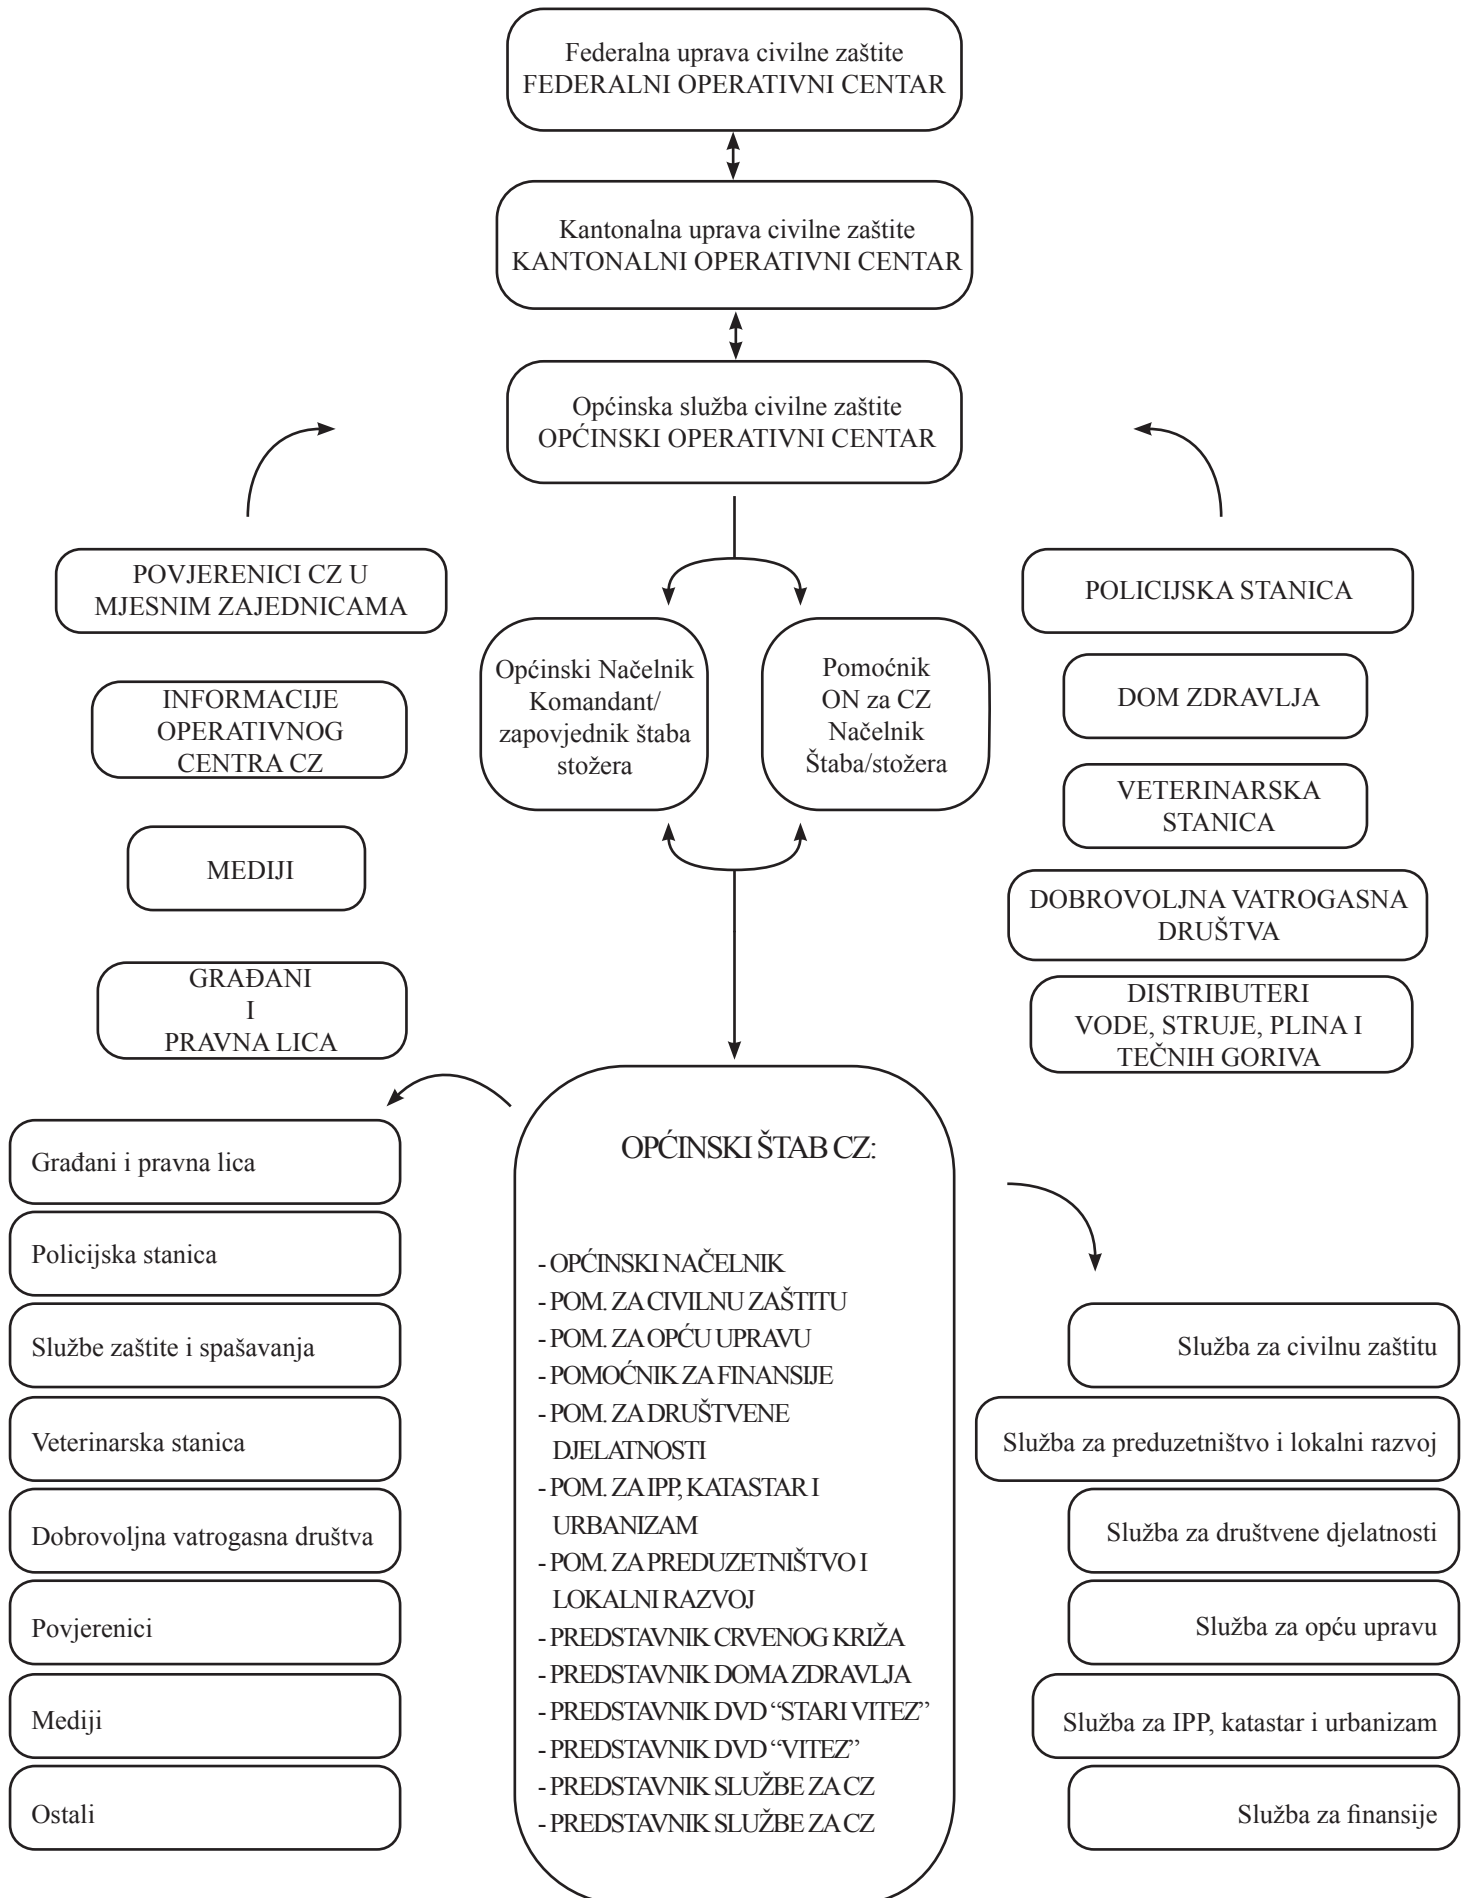 Federalna uprava civilne zaštite
FEDERALNI OPERATIVNI CENTAR
Kantonalna uprava civilne zaštite
KANTONALNI OPERATIVNI CENTAR
Općinska služba civilne zaštite
OPĆINSKI OPERATIVNI CENTAR
POVJERENICI CZ U
MJESNIM ZAJEDNICAMA
INFORMACIJE
OPERATIVNOG
CENTRA CZ
MEDIJI
GRAĐANI
I
PRAVNA LICA
Općinski Načelnik
Komandant/
zapovjednik štaba
stožera
Pomoćnik
ON za CZ
Načelnik
Štaba/stožera
POLICIJSKA STANICA
DOM ZDRAVLJA
VETERINARSKA
STANICA
DOBROVOLJNA VATROGASNA
DRUŠTVA
DISTRIBUTERI
VODE, STRUJE, PLINA I
TEČNIH GORIVA
Građani i pravna lica
Policijska stanica
Službe zaštite i spašavanja
Veterinarska stanica
Dobrovoljna vatrogasna društva
Povjerenici
Mediji
Ostali
OPĆINSKI ŠTAB CZ:
- OPĆINSKI NAČELNIK
- POM. ZA CIVILNU ZAŠTITU
- POM. ZA OPĆU UPRAVU
- POMOĆNIK ZA FINANSIJE
- POM. ZA DRUŠTVENE
DJELATNOSTI
- POM. ZA IPP, KATASTAR I
URBANIZAM
- POM. ZA PREDUZETNIŠTVO I
LOKALNI RAZVOJ
- PREDSTAVNIK CRVENOG KRIŽA
- PREDSTAVNIK DOMA ZDRAVLJA
- PREDSTAVNIK DVD “STARI VITEZ”
- PREDSTAVNIK DVD “VITEZ”
- PREDSTAVNIK SLUŽBE ZA CZ
- PREDSTAVNIK SLUŽBE ZA CZ
Služba za civilnu zaštitu
Služba za preduzetništvo i lokalni razvoj
Služba za društvene djelatnosti
Služba za opću upravu
Služba za IPP, katastar i urbanizam
Služba za finansije